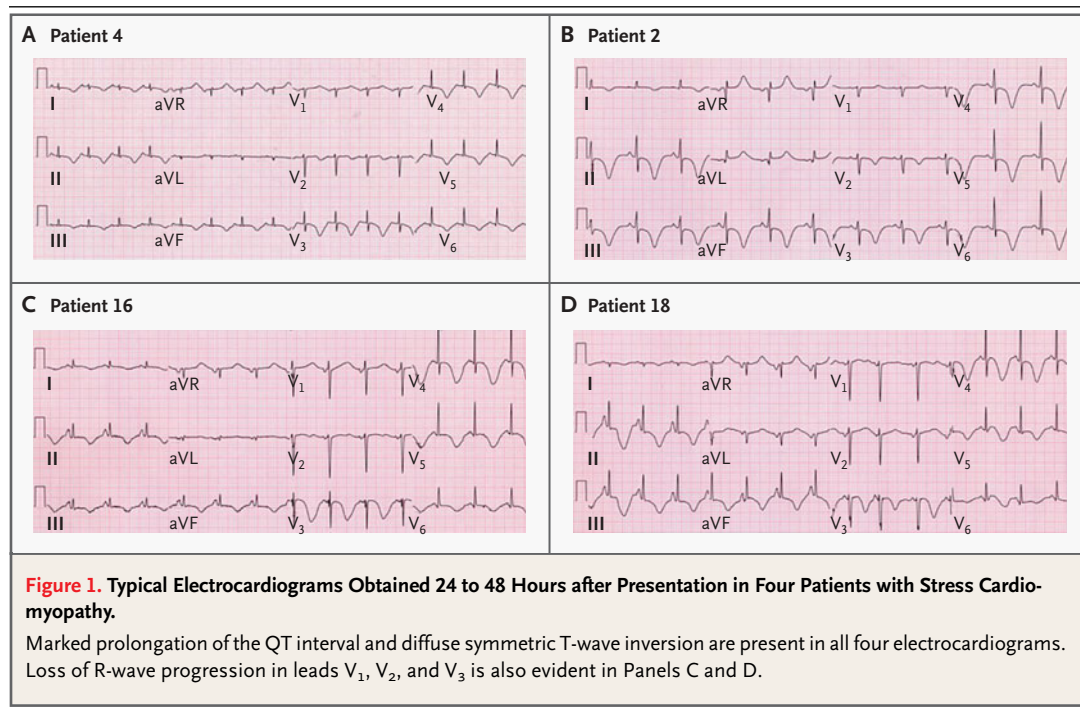 A Patient 4
I aVR V₁ V₄
II aVL V₂ V₅
III aVF V₃ V₆
B Patient 2
I aVR V₁ V₄
II aVL V₂ V₅
III aVF V₃ V₆
C Patient 16
I aVR V₁ V₄
II aVL V₂ V₅
III aVF V₃ V₆
D Patient 18
I aVR V₁ V₄
II aVL V₂ V₅
III aVF V₃ V₆
Figure 1. Typical Electrocardiograms Obtained 24 to 48 Hours after Presentation in Four Patients with Stress Cardio-
myopathy.
Marked prolongation of the QT interval and diffuse symmetric T-wave inversion are present in all four electrocardiograms.
Loss of R-wave progression in leads V₁, V₂, and V₃ is also evident in Panels C and D.